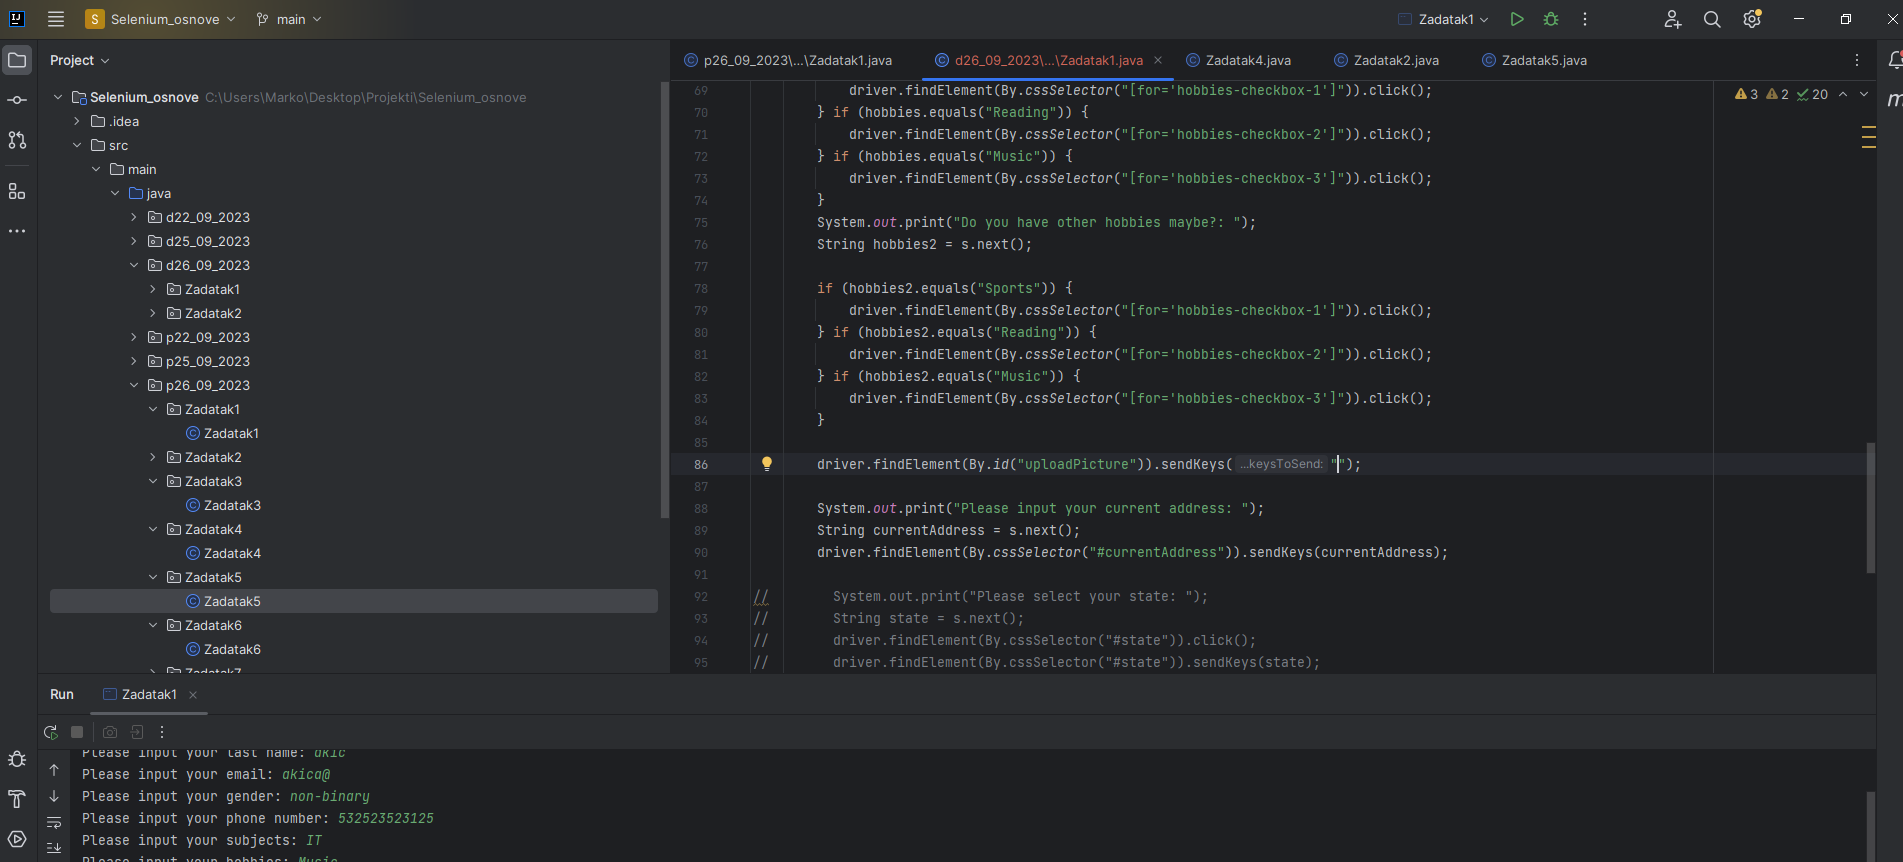 IJ
S Selenium_osnove main Zadatak1
Project
Selenium_osnove C:\Users\Marko\Desktop\Projekti\Selenium_osnove
.idea
src
main
java
d22_09_2023
d25_09_2023
d26_09_2023
Zadatak1
Zadatak2
p22_09_2023
p25_09_2023
p26_09_2023
Zadatak1
Zadatak1
Zadatak2
Zadatak3
Zadatak3
Zadatak4
Zadatak4
Zadatak5
Zadatak5
Zadatak6
Zadatak6
Zadatak7
p26_09_2023\...\Zadatak1.java d26_09_2023\...\Zadatak1.java Zadatak4.java Zadatak2.java Zadatak5.java
3 2 20
m
69 driver.findElement(By.cssSelector("[for='hobbies-checkbox-1']")).click();
70 } if (hobbies.equals("Reading")) {
71 driver.findElement(By.cssSelector("[for='hobbies-checkbox-2']")).click();
72 } if (hobbies.equals("Music")) {
73 driver.findElement(By.cssSelector("[for='hobbies-checkbox-3']")).click();
74 }
75 System.out.print("Do you have other hobbies maybe?: ");
76 String hobbies2 = s.next();
77
78 if (hobbies2.equals("Sports")) {
79 driver.findElement(By.cssSelector("[for='hobbies-checkbox-1']")).click();
80 } if (hobbies2.equals("Reading")) {
81 driver.findElement(By.cssSelector("[for='hobbies-checkbox-2']")).click();
82 } if (hobbies2.equals("Music")) {
83 driver.findElement(By.cssSelector("[for='hobbies-checkbox-3']")).click();
84 }
85
86 driver.findElement(By.id("uploadPicture")).sendKeys( ...keysToSend: "");
87
88 System.out.print("Please input your current address: ");
89 String currentAddress = s.next();
90 driver.findElement(By.cssSelector("#currentAddress")).sendKeys(currentAddress);
91
92 // System.out.print("Please select your state: ");
93 // String state = s.next();
94 // driver.findElement(By.cssSelector("#state")).click();
95 // driver.findElement(By.cssSelector("#state")).sendKeys(state);
Run Zadatak1
Please input your last name: akic
Please input your email: akica@
Please input your gender: non-binary
Please input your phone number: 532523523125
Please input your subjects: IT
Please input your hobbies: Music